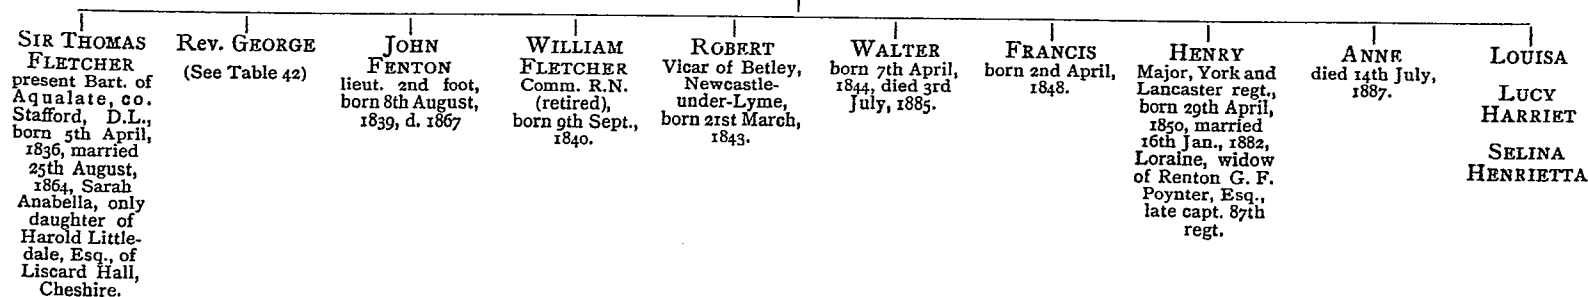 SIR THOMAS
FLETCHER
present Bart. of
Aqualate, co.
Stafford, D.L.,
born 5th April,
1836, married
25th August,
1864, Sarah
Anabella, only
daughter of
Harold Little-
dale, Esq., of
Liscard Hall,
Cheshire.
Rev. GEORGE
(See Table 42)
JOHN
FENTON
lieut. 2nd foot,
born 8th August,
1839, d. 1867
WILLIAM
FLETCHER
Comm. R.N.
(retired),
born 9th Sept.,
1840.
ROBERT
Vicar of Betley,
Newcastle-
under-Lyme,
born 21st March,
1843.
WALTER
born 7th April,
1844, died 3rd
July, 1885.
FRANCIS
born 2nd April,
1848.
HENRY
Major, York and
Lancaster regt.,
born 29th April,
1850, married
16th Jan., 1882,
Loraine, widow
of Renton G. F.
Poynter, Esq.,
late capt. 87th
regt.
ANNE
died 14th July,
1887.
LOUISA
LUCY
HARRIET
SELINA
HENRIETTA